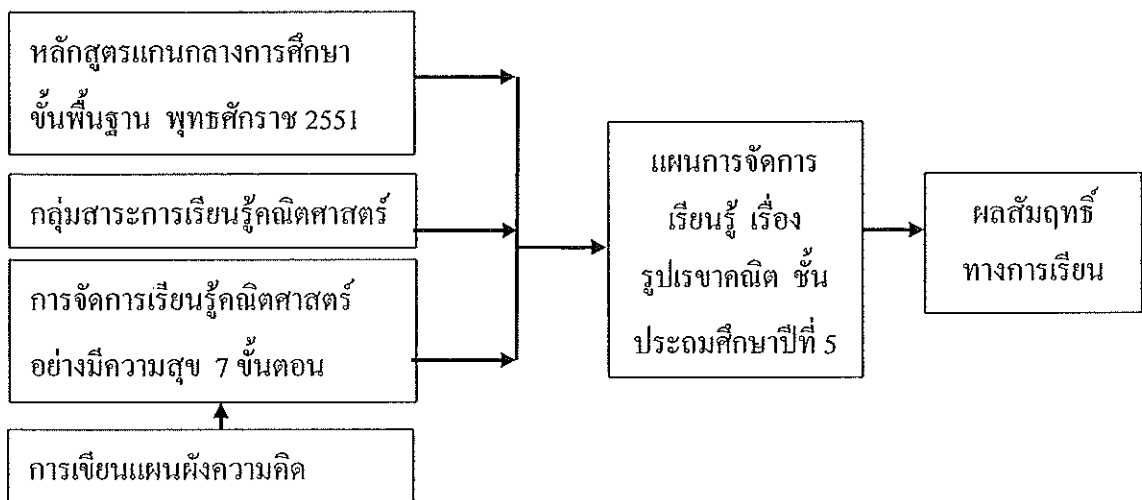 หลักสูตรแกนกลางการศึกษา
ขั้นพื้นฐาน พุทธศักราช 2551
กลุ่มสาระการเรียนรู้คณิตศาสตร์
การจัดการเรียนรู้คณิตศาสตร์
อย่างมีความสุข 7 ขั้นตอน
การเขียนแผนผังความคิด
แผนการจัดการ
เรียนรู้ เรื่อง
รูปเรขาคณิต ชั้น
ประถมศึกษาปีที่ 5
ผลสัมฤทธิ์
ทางการเรียน